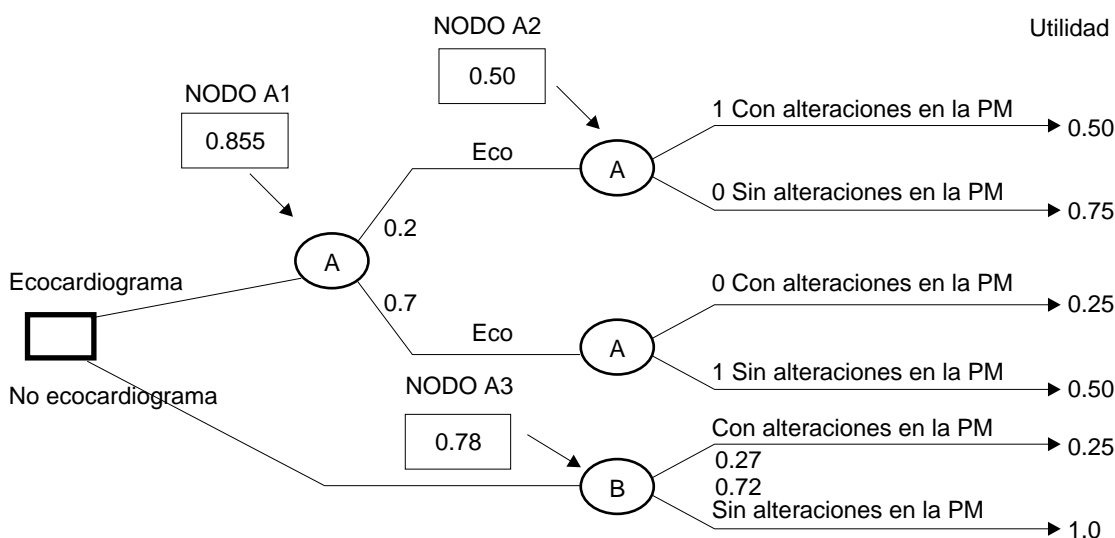 NODO A2
Utilidad
0.50
NODO A1
0.855
1 Con alteraciones en la PM
0.50
Eco
A
0 Sin alteraciones en la PM
0.75
0.2
A
Ecocardiograma
0.7
0 Con alteraciones en la PM
0.25
Eco
A
1 Sin alteraciones en la PM
0.50
No ecocardiograma
NODO A3
0.78
Con alteraciones en la PM
0.25
0.27
B
0.72
Sin alteraciones en la PM
1.0